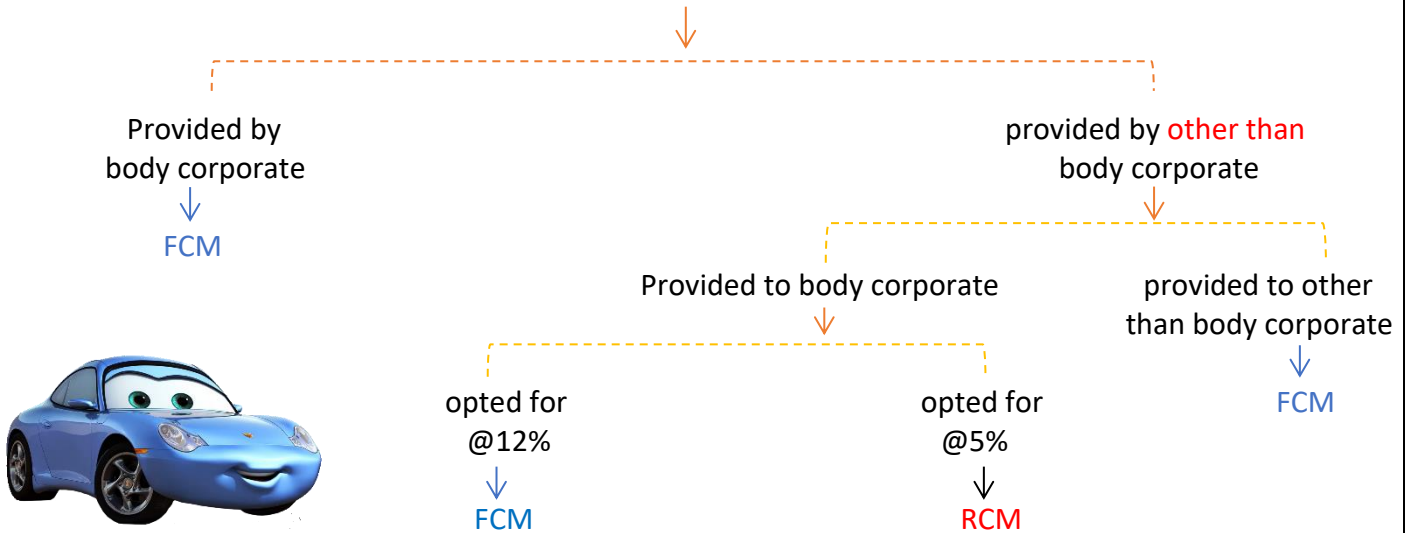 Provided by
body corporate
FCM
provided by other than
body corporate
Provided to body corporate
provided to other
than body corporate
opted for
@12%
FCM
opted for
@5%
RCM
FCM